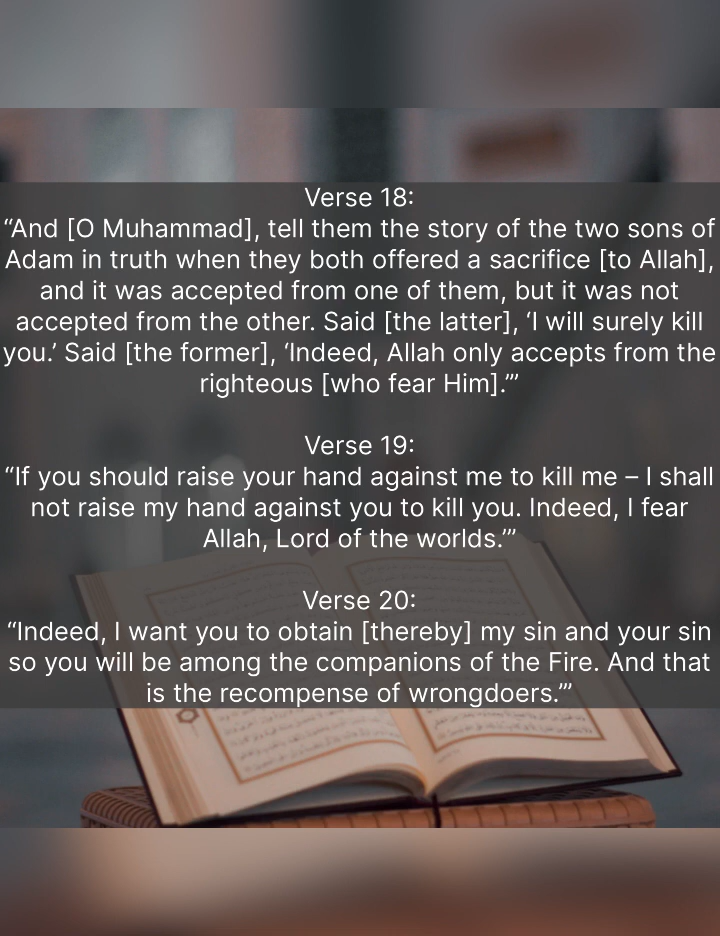 Verse 18:
“And [O Muhammad], tell them the story of the two sons of
Adam in truth when they both offered a sacrifice [to Allah],
and it was accepted from one of them, but it was not
accepted from the other. Said [the latter], ‘I will surely kill
you.’ Said [the former], ‘Indeed, Allah only accepts from the
righteous [who fear Him].’”
Verse 19:
“If you should raise your hand against me to kill me – I shall
not raise my hand against you to kill you. Indeed, I fear
Allah, Lord of the worlds.’”
Verse 20:
“Indeed, I want you to obtain [thereby] my sin and your sin
so you will be among the companions of the Fire. And that
is the recompense of wrongdoers.’”